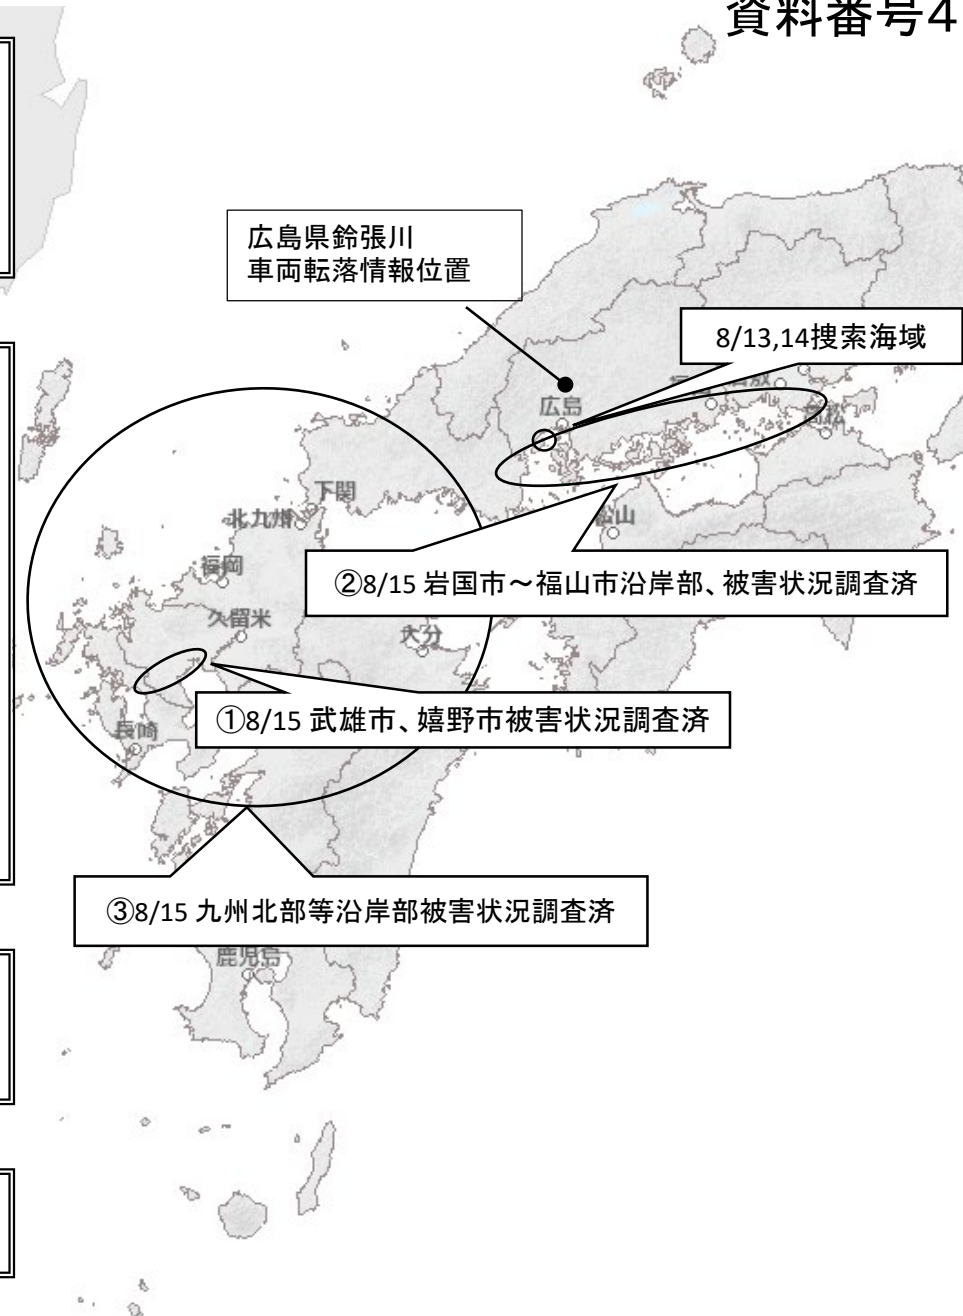 資料番号4
広島県鈴張川
車両転落情報位置
8/13,14捜索海域
広島
下関
北九州
福岡
松山
②8/15 岩国市～福山市沿岸部、被害状況調査済
久留米
大分
①8/15 武雄市、嬉野市被害状況調査済
長崎
③8/15 九州北部等沿岸部被害状況調査済
鹿児島